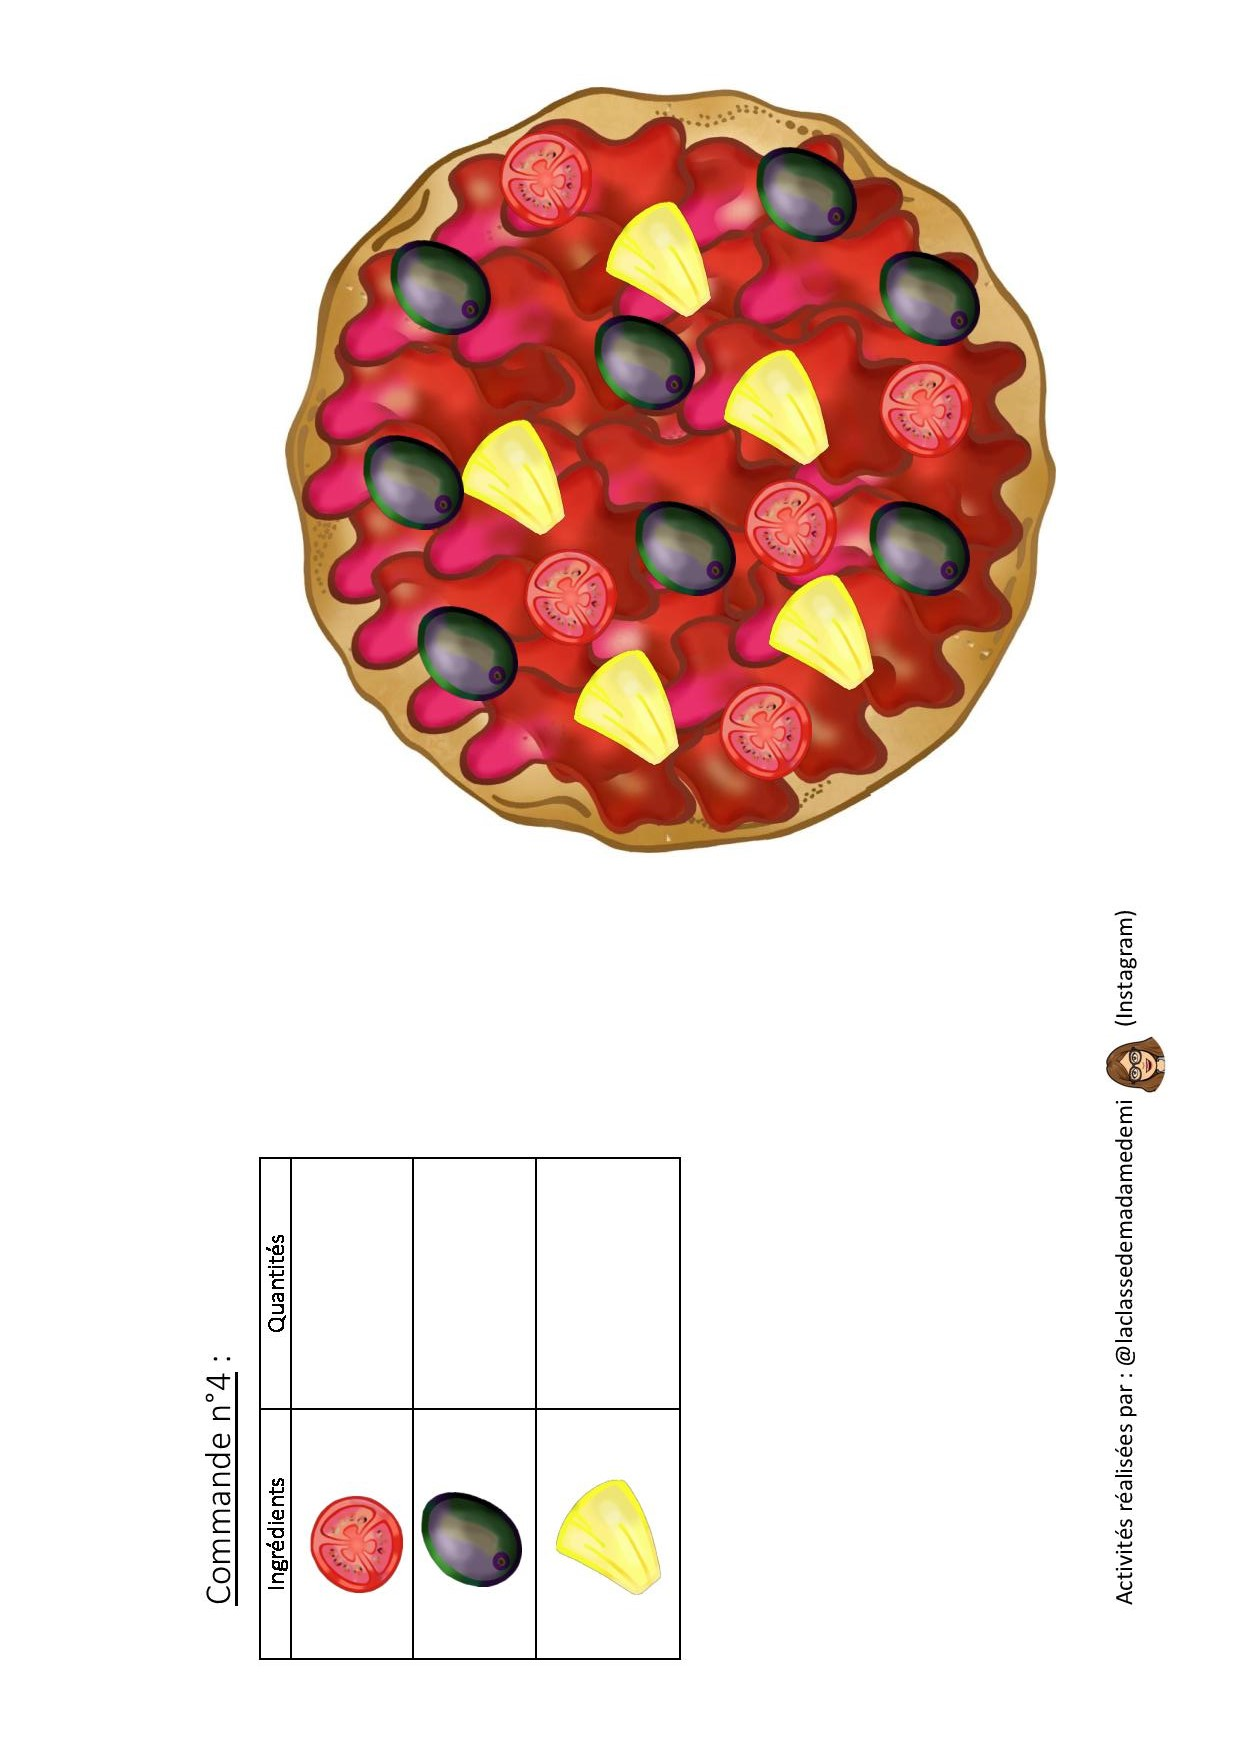 Commande n°4 :
Ingrédients Quantités
Activités réalisées par : @laclassedemadamedemi (Instagram)